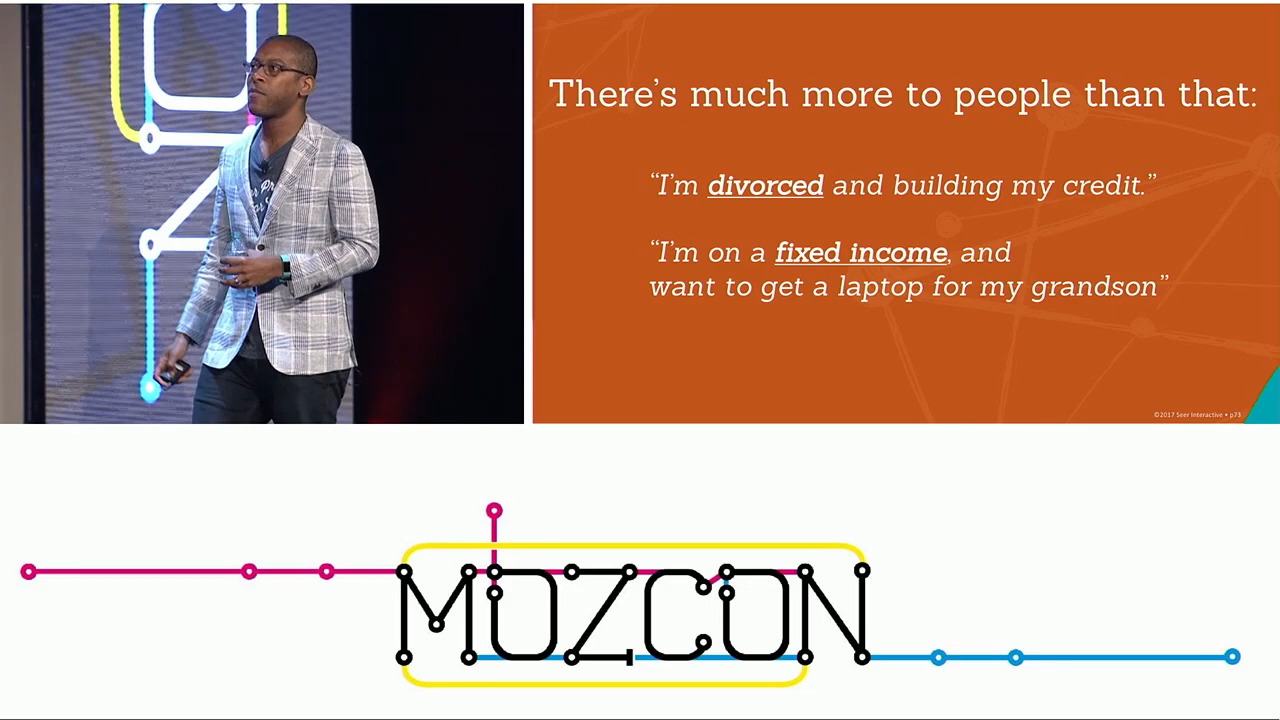 There's much more to people than that:
“I'm divorced and building my credit.”
“I'm on a fixed income, and
want to get a laptop for my grandson”
©2017 Seer Interactive • p73
MOZCON